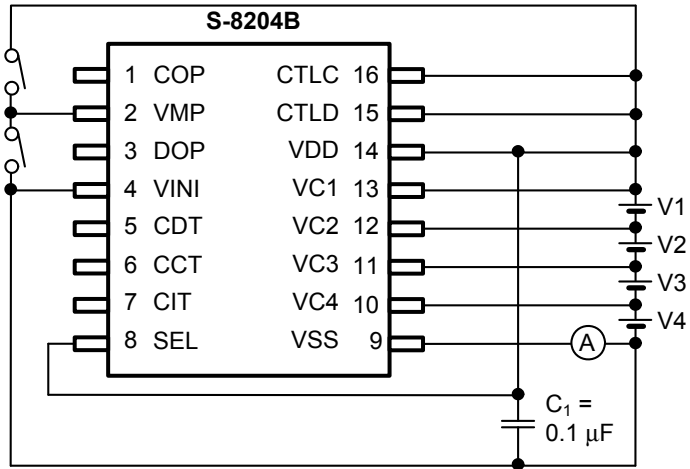 S-8204B
1 COP CTLC 16
2 VMP CTLD 15
3 DOP VDD 14
4 VINI VC1 13
5 CDT VC2 12
6 CCT VC3 11
7 CIT VC4 10
8 SEL VSS 9
V1
V2
V3
V4
A
C₁ =
0.1 μF